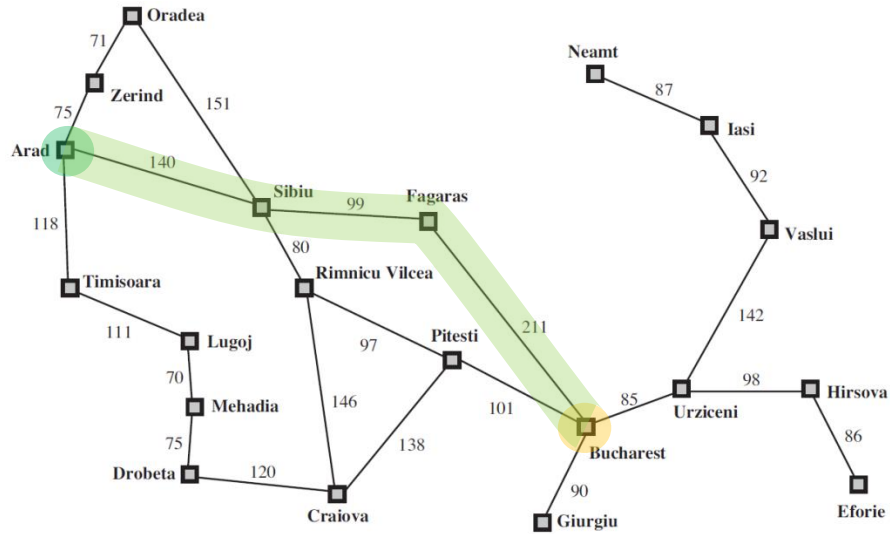 Oradea
71
Neamt
Zerind
87
151
75
Iasi
Arad
140
92
Sibiu
Fagaras
99
118
80
Vaslui
Timisoara
Rimnicu Vilcea
111
211
142
Lugoj
97
Pitesti
70
98
Hirsova
Mehadia
146
101
85
Urziceni
75
138
86
Bucharest
Drobeta
120
90
Craiova
Giurgiu
Eforie